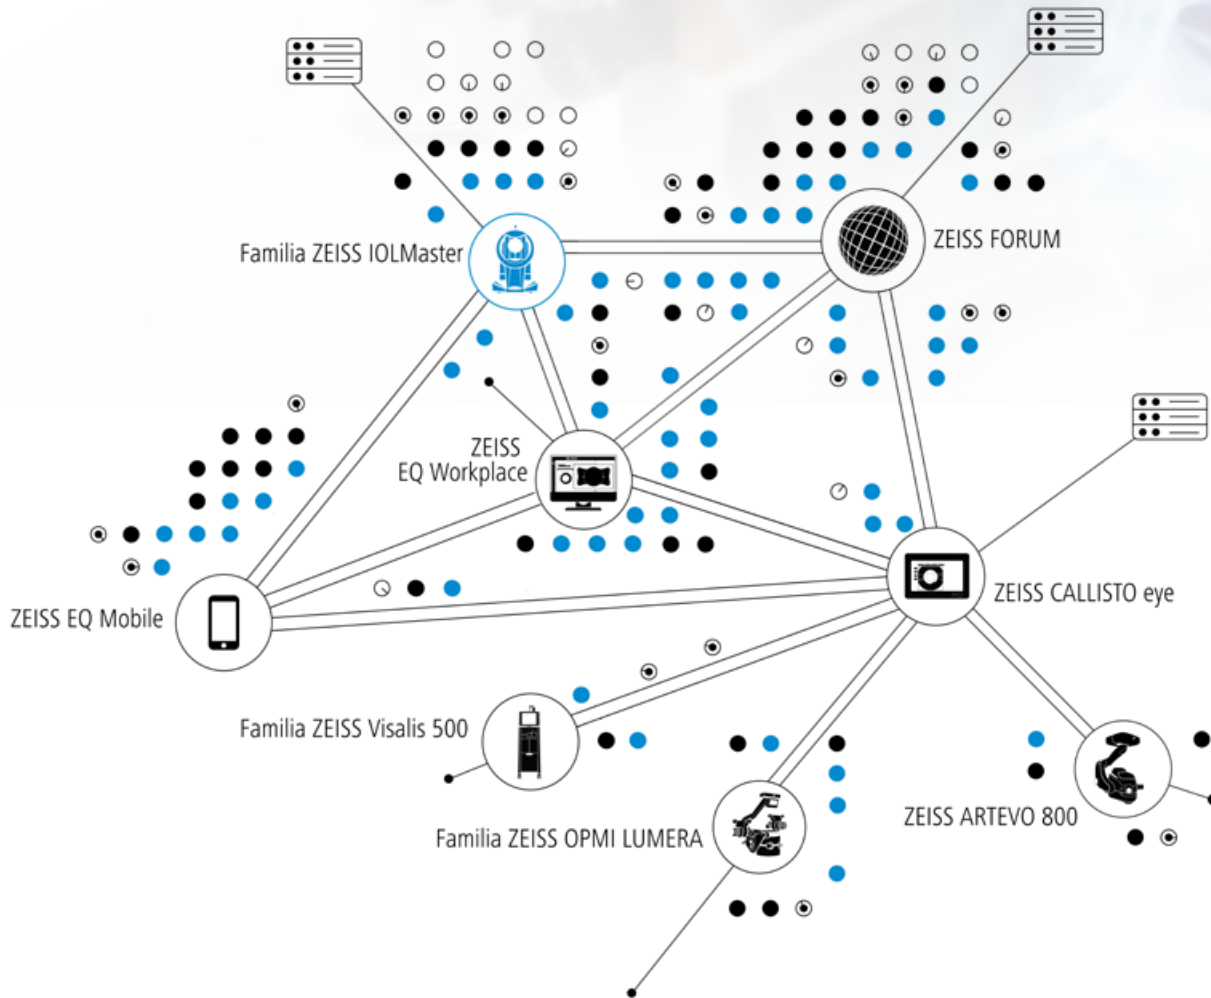 Familia ZEISS IOLMaster
ZEISS FORUM
ZEISS
EQ Workplace
ZEISS EQ Mobile
ZEISS CALLISTO eye
Familia ZEISS Visalis 500
Familia ZEISS OPMI LUMERA
ZEISS ARTEVO 800